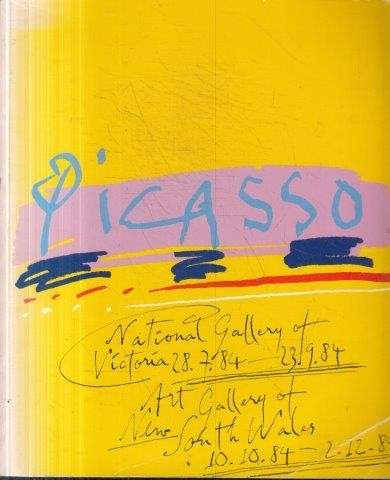 Picasso
National Gallery of
Victoria 28.7.84 — 23.9.84
Art Gallery of
New South Wales
10.10.84 — 2.12.8